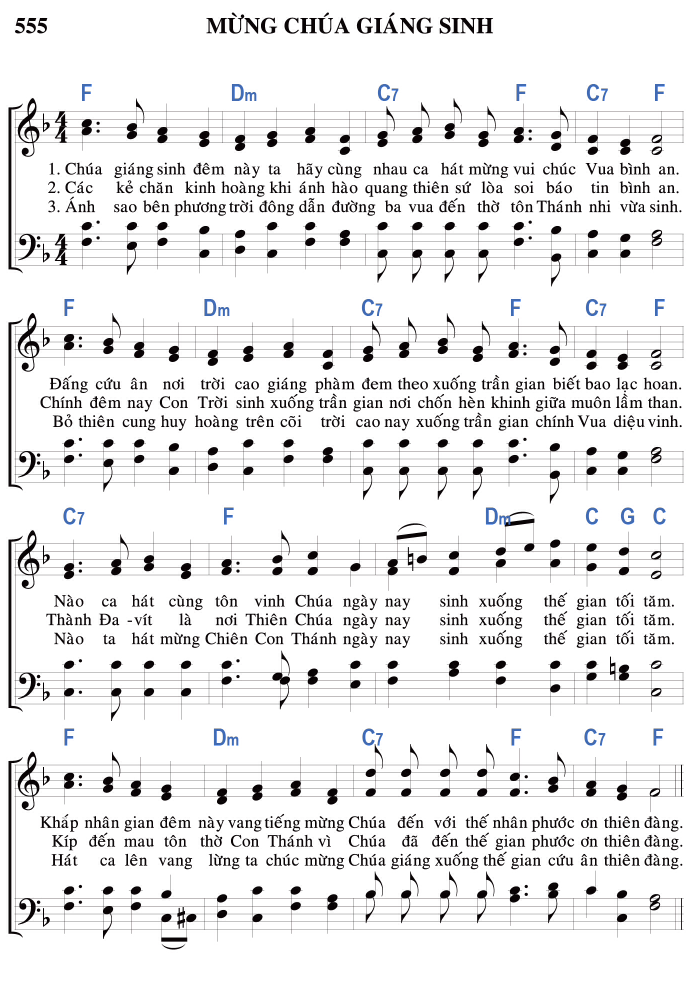 555 MỪNG CHÚA GIÁNG SINH
F Dm C7 F C7 F
4 4
1. Chúa giáng sinh đêm này ta hãy cùng nhau ca hát mừng vui chúc Vua bình an.
2. Các kẻ chăn kinh hoàng khi ánh hào quang thiên sứ lòa soi báo tin bình an.
3. Ánh sao bên phương trời đông dẫn đường ba vua đến thờ tôn Thánh nhi vừa sinh.
4 4
F Dm C7 F C7 F
Đấng cứu ân nơi trời cao giáng phàm đem theo xuống trần gian biết bao lạc hoan.
Chính đêm nay Con Trời sinh xuống trần gian nơi chốn hèn khinh giữa muôn lầm than.
Bỏ thiên cung huy hoàng trên cõi trời cao nay xuống trần gian chính Vua diệu vinh.
C7 F Dm C G C
Nào ca hát cùng tôn vinh Chúa ngày nay sinh xuống thế gian tối tăm.
Thành Đa -vít là nơi Thiên Chúa ngày nay sinh xuống thế gian tối tăm.
Nào ta hát mừng Chiên Con Thánh ngày nay sinh xuống thế gian tối tăm.
F Dm C7 F C7 F
Khắp nhân gian đêm này vang tiếng mừng Chúa đến với thế nhân phước ơn thiên đàng.
Kíp đến mau tôn thờ Con Thánh vì Chúa đã đến thế gian phước ơn thiên đàng.
Hát ca lên vang lừng ta chúc mừng Chúa giáng xuống thế gian cứu ân thiên đàng.